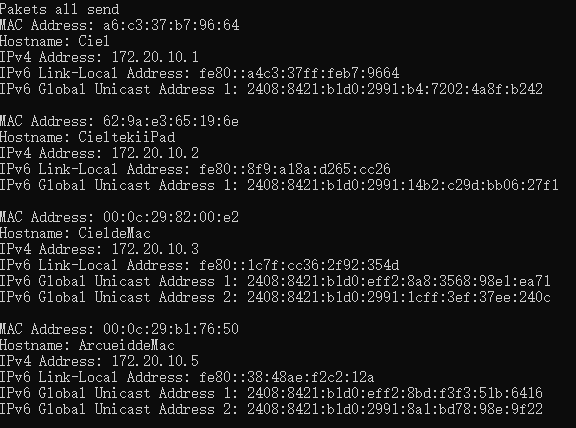 Pakets all send
MAC Address: a6:c3:37:b7:96:64
Hostname: Ciel
IPv4 Address: 172.20.10.1
IPv6 Link-Local Address: fe80::a4c3:37ff:feb7:9664
IPv6 Global Unicast Address 1: 2408:8421:b1d0:2991:b4:7202:4a8f:b242
MAC Address: 62:9a:e3:65:19:6e
Hostname: CieltekiiPad
IPv4 Address: 172.20.10.2
IPv6 Link-Local Address: fe80::8f9:a18a:d265:cc26
IPv6 Global Unicast Address 1: 2408:8421:b1d0:2991:14b2:c29d:bb06:27f1
MAC Address: 00:0c:29:82:00:e2
Hostname: CieldeMac
IPv4 Address: 172.20.10.3
IPv6 Link-Local Address: fe80::1c7f:cc36:2f92:354d
IPv6 Global Unicast Address 1: 2408:8421:b1d0:eff2:8a8:3568:98e1:ea71
IPv6 Global Unicast Address 2: 2408:8421:b1d0:2991:1cff:3ef:37ee:240c
MAC Address: 00:0c:29:b1:76:50
Hostname: ArcueiddeMac
IPv4 Address: 172.20.10.5
IPv6 Link-Local Address: fe80::38:48ae:f2c2:12a
IPv6 Global Unicast Address 1: 2408:8421:b1d0:eff2:8bd:f3f3:51b:6416
IPv6 Global Unicast Address 2: 2408:8421:b1d0:2991:8a1:bd78:98e:9f22